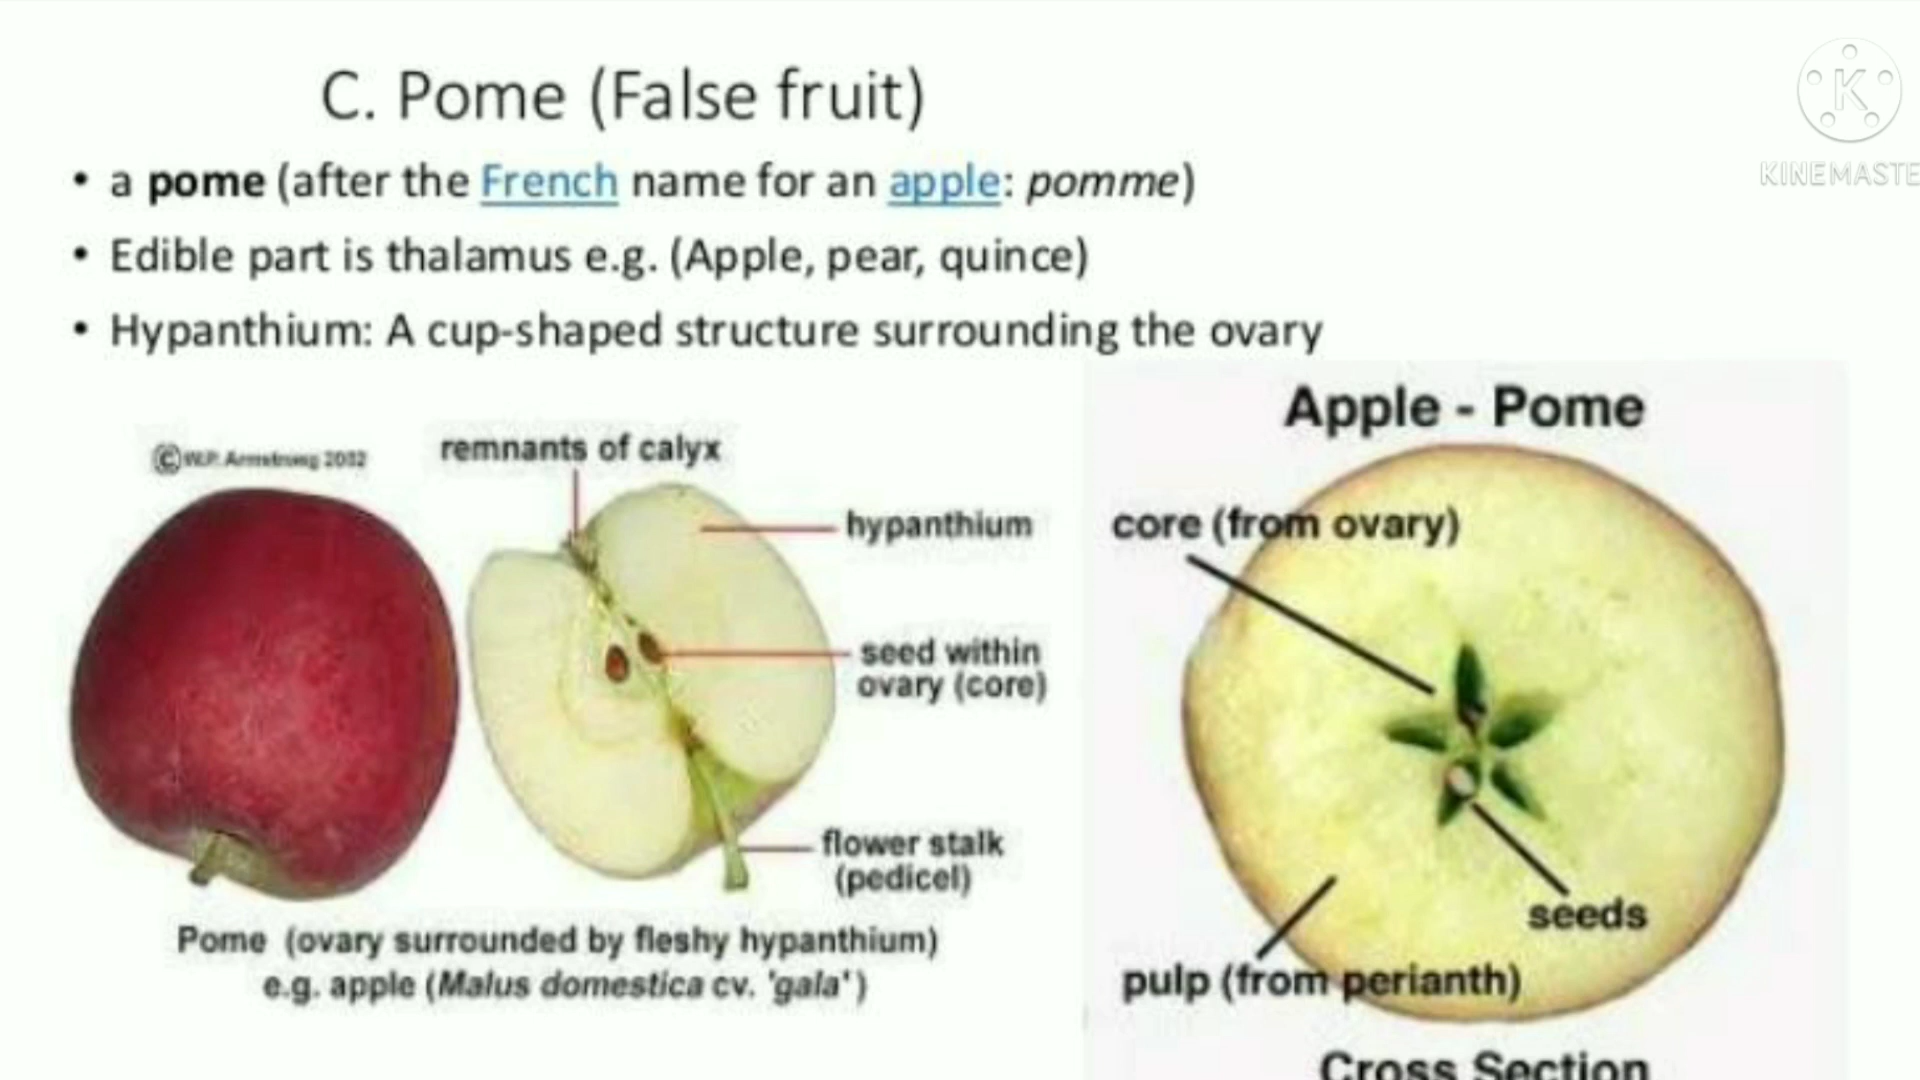 C. Pome (False fruit)
• a pome (after the French name for an apple: pomme)
• Edible part is thalamus e.g. (Apple, pear, quince)
• Hypanthium: A cup-shaped structure surrounding the ovary
© W.P. Armstrong 2002
remnants of calyx
hypanthium
seed within
ovary (core)
flower stalk
(pedicel)
Pome (ovary surrounded by fleshy hypanthium)
e.g. apple (Malus domestica cv. 'gala')
Apple - Pome
core (from ovary)
seeds
pulp (from perianth)
Cross Section
K
KINEMASTE